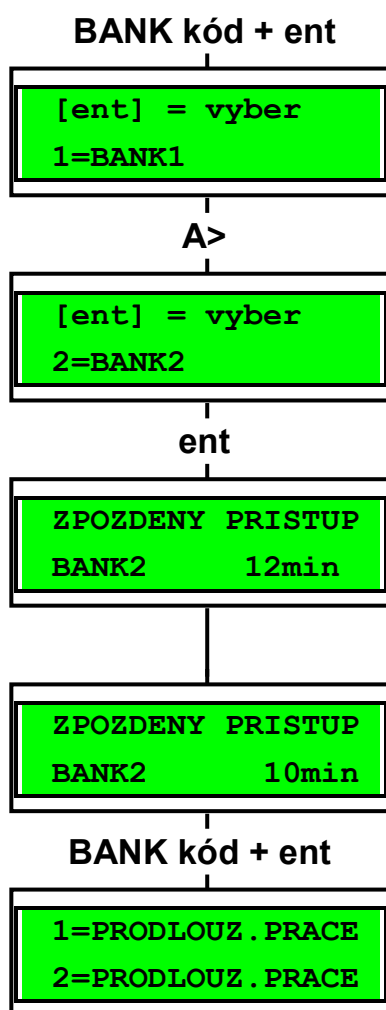 BANK kód + ent
[ent] = vyber
1=BANK1
A>
[ent] = vyber
2=BANK2
ent
ZPOZDENY PRISTUP
BANK2 12min
ZPOZDENY PRISTUP
BANK2 10min
BANK kód + ent
1=PRODLOUZ.PRACE
2=PRODLOUZ.PRACE